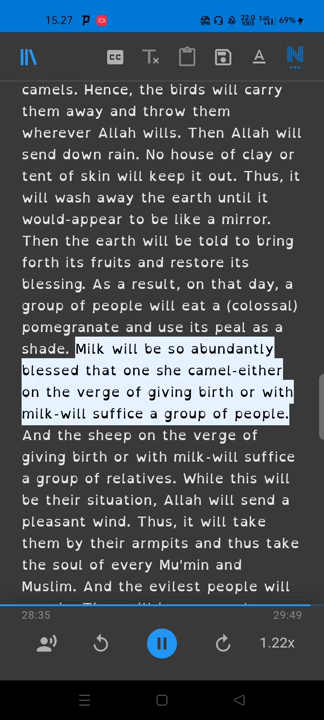 15.27
22.0
KB/S
69%
CC
camels. Hence, the birds will carry
them away and throw them
wherever Allah wills. Then Allah will
send down rain. No house of clay or
tent of skin will keep it out. Thus, it
will wash away the earth until it
would-appear to be like a mirror.
Then the earth will be told to bring
forth its fruits and restore its
blessing. As a result, on that day, a
group of people will eat a (colossal)
pomegranate and use its peal as a
shade. Milk will be so abundantly
blessed that one she camel-either
on the verge of giving birth or with
milk-will suffice a group of people.
And the sheep on the verge of
giving birth or with milk-will suffice
a group of relatives. While this will
be their situation, Allah will send a
pleasant wind. Thus, it will take
them by their armpits and thus take
the soul of every Mu'min and
Muslim. And the evilest people will
28:35
29:49
1.22x